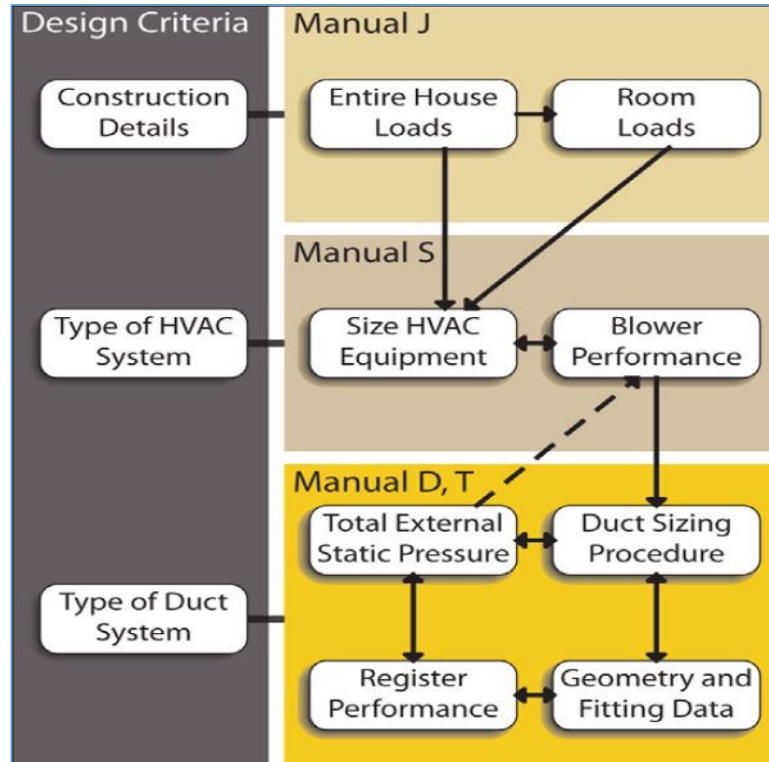 Design Criteria
Construction
Details
Type of HVAC
System
Type of Duct
System
Manual J
Entire House
Loads
Room
Loads
Manual S
Size HVAC
Equipment
Blower
Performance
Manual D, T
Total External
Static Pressure
Duct Sizing
Procedure
Register
Performance
Geometry and
Fitting Data